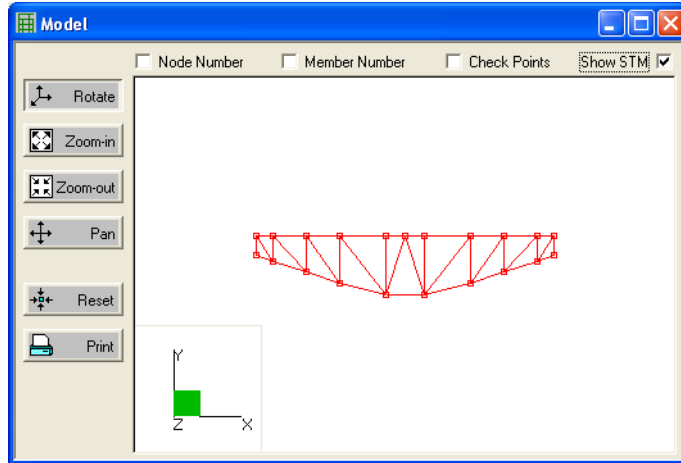 Model
Node Number Member Number Check Points Show STM
Rotate
Zoom-in
Zoom-out
Pan
Reset
Print
Y
Z X